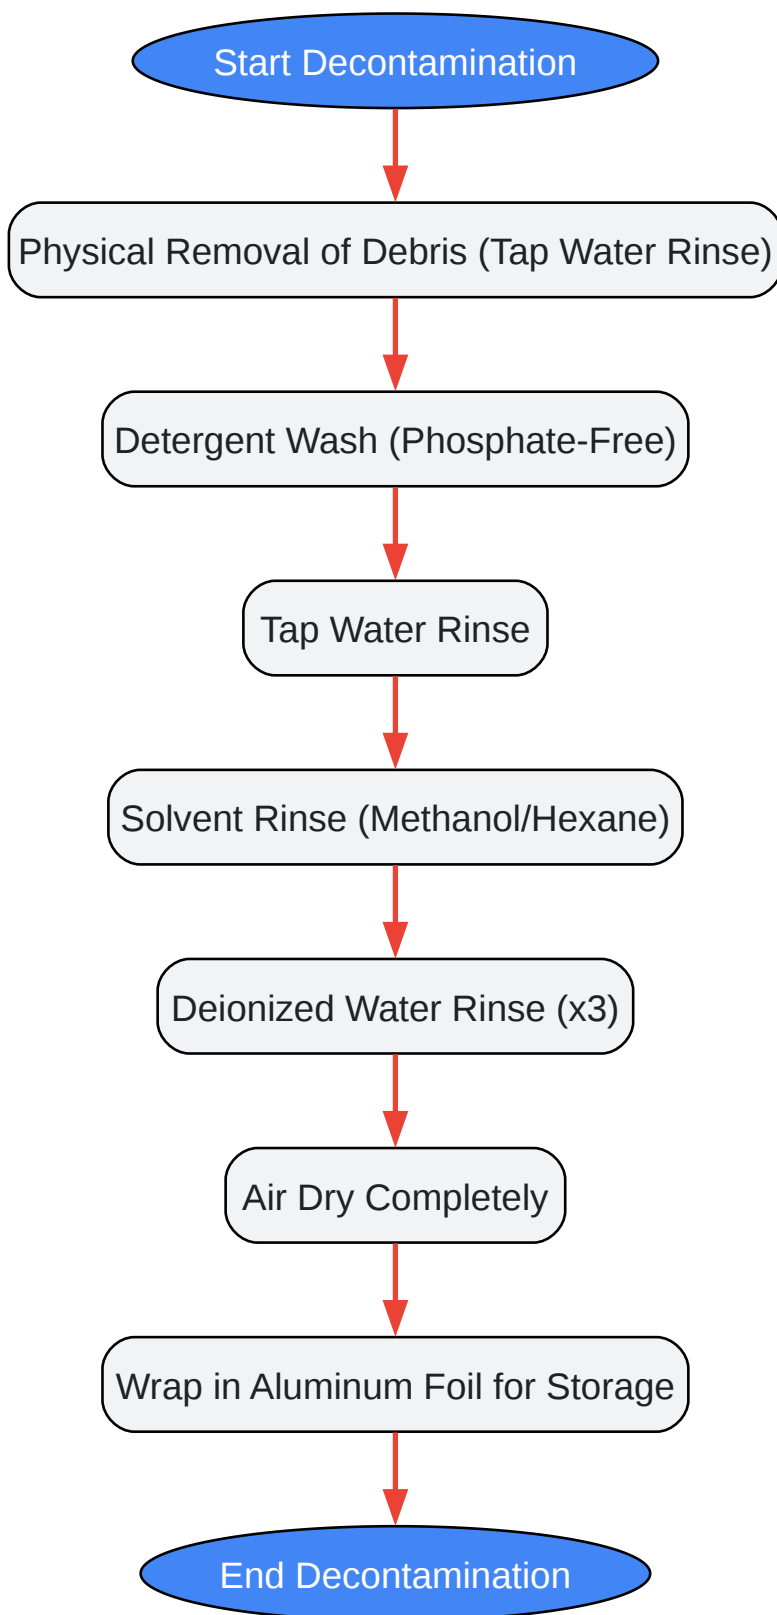 Start Decontamination
Physical Removal of Debris (Tap Water Rinse)
Detergent Wash (Phosphate-Free)
Tap Water Rinse
Solvent Rinse (Methanol/Hexane)
Deionized Water Rinse (x3)
Air Dry Completely
Wrap in Aluminum Foil for Storage
End Decontamination